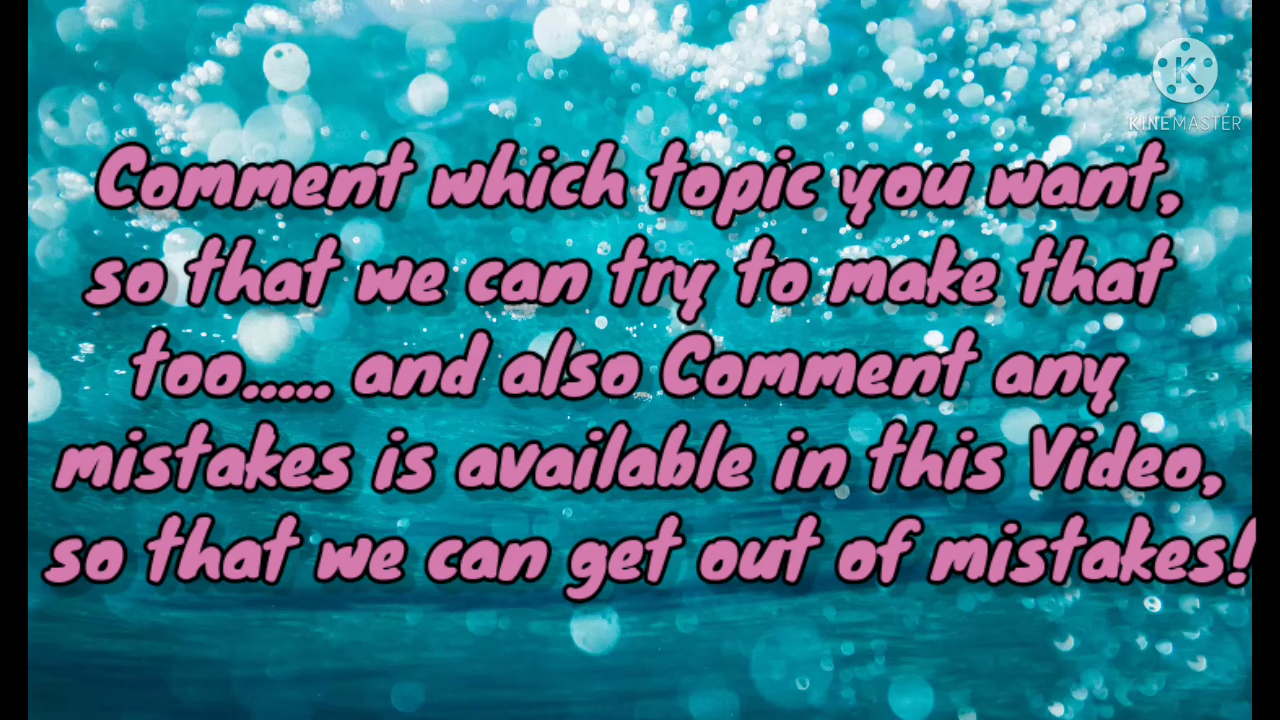 K
KINEMASTER
Comment which topic you want,
so that we can try to make that
too..... and also Comment any
mistakes is available in this Video,
so that we can get out of mistakes!